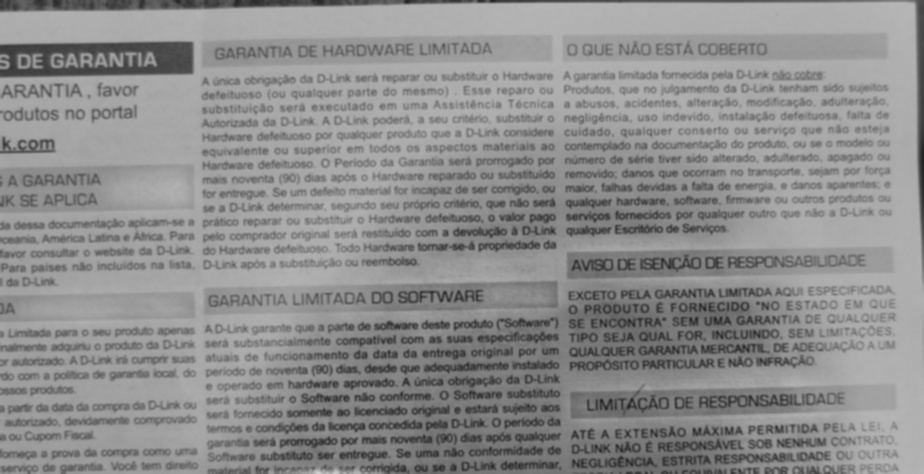 S DE GARANTIA
ARANTIA , favor
rodutos no portal
k.com
S A GARANTIA
NK SE APLICA
da dessa documentação aplicam-se a
ceania, América Latina e África. Para
favor consultar o website da D-Link.
Para países não incluídos na lista,
l da D-Link.
DA
a Limitada para o seu produto apenas
inalmente adquiriu o produto da D-Link
or autorizado. A D-Link irá cumprir suas
rdo com a política de garantia local, do
ossos produtos.
a partir da data da compra da D-Link ou
autorizado, devidamente comprovado
a ou Cupom Fiscal.
forneça a prova da compra como uma
serviço de garantia. Você tem direito
GARANTIA DE HARDWARE LIMITADA
A única obrigação da D-Link será reparar ou substituir o Hardware
defeituoso (ou qualquer parte do mesmo) . Esse reparo ou
substituição será executado em uma Assistência Técnica
Autorizada da D-Link. A D-Link poderá, a seu critério, substituir o
Hardware defeituoso por qualquer produto que a D-Link considere
equivalente ou superior em todos os aspectos materiais ao
Hardware defeituoso. O Período da Garantia será prorrogado por
mais noventa (90) dias após o Hardware reparado ou substituído
for entregue. Se um defeito material for incapaz de ser corrigido, ou
se a D-Link determinar, segundo seu próprio critério, que não será
prático reparar ou substituir o Hardware defeituoso, o valor pago
pelo comprador original será restituído com a devolução à D-Link
do Hardware defeituoso. Todo Hardware tornar-se-á propriedade da
D-Link após a substituição ou reembolso.
GARANTIA LIMITADA DO SOFTWARE
A D-Link garante que a parte de software deste produto ("Software")
será substancialmente compatível com as suas especificações
atuais de funcionamento da data da entrega original por um
período de noventa (90) dias, desde que adequadamente instalado
e operado em hardware aprovado. A única obrigação da D-Link
será substituir o Software não conforme. O Software substituto
será fornecido somente ao licenciado original e estará sujeito aos
termos e condições da licença concedida pela D-Link. O período da
garantia será prorrogado por mais noventa (90) dias após qualquer
Software substituto ser entregue. Se uma não conformidade de
material for incapaz de ser corrigida, ou se a D-Link determinar,
O QUE NÃO ESTÁ COBERTO
A garantia limitada fornecida pela D-Link não cobre:
Produtos, que no julgamento da D-Link tenham sido sujeitos
a abusos, acidentes, alteração, modificação, adulteração,
negligência, uso indevido, instalação defeituosa, falta de
cuidado, qualquer conserto ou serviço que não esteja
contemplado na documentação do produto, ou se o modelo ou
número de série tiver sido alterado, adulterado, apagado ou
removido; danos que ocorram no transporte, sejam por força
maior, falhas devidas a falta de energia, e danos aparentes; e
qualquer hardware, software, firmware ou outros produtos ou
serviços fornecidos por qualquer outro que não a D-Link ou
qualquer Escritório de Serviços.
AVISO DE ISENÇÃO DE RESPONSABILIDADE
EXCETO PELA GARANTIA LIMITADA AQUI ESPECIFICADA,
O PRODUTO É FORNECIDO "NO ESTADO EM QUE
SE ENCONTRA" SEM UMA GARANTIA DE QUALQUER
TIPO SEJA QUAL FOR, INCLUINDO, SEM LIMITAÇÕES,
QUALQUER GARANTIA MERCANTIL, DE ADEQUAÇÃO A UM
PROPÓSITO PARTICULAR E NÃO INFRAÇÃO.
LIMITAÇÃO DE RESPONSABILIDADE
ATÉ A EXTENSÃO MÁXIMA PERMITIDA PELA LEI, A
D-LINK NÃO É RESPONSÁVEL SOB NENHUM CONTRATO,
NEGLIGÊNCIA, ESTRITA RESPONSABILIDADE OU OUTRA
POR QUALQUER PERDA